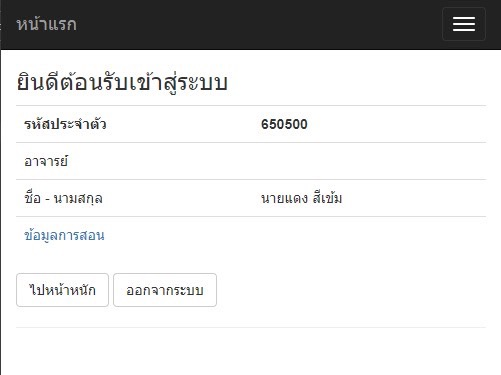 หน้าแรก
ยินดีต้อนรับเข้าสู่ระบบ
รหัสประจำตัว 650500
อาจารย์
ชื่อ - นามสกุล นายแดง สีเข้ม
ข้อมูลการสอน
ไปหน้าหนัก ออกจากระบบ